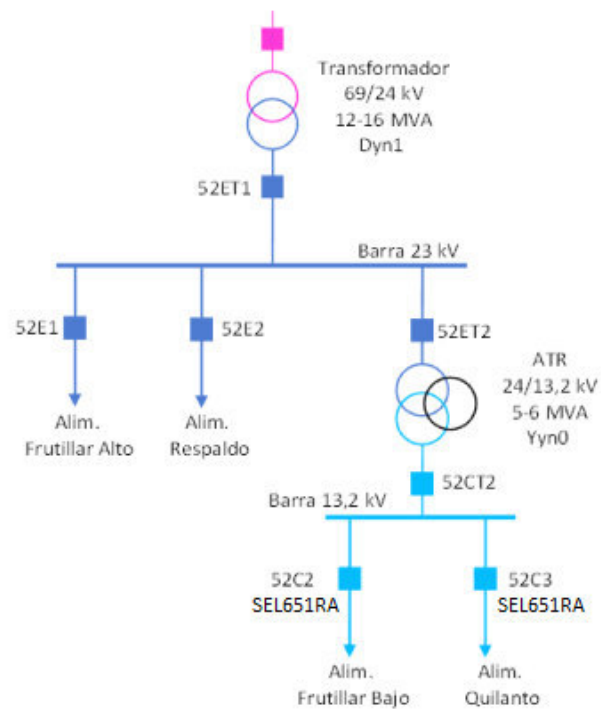 Transformador
69/24 kV
12-16 MVA
Dyn1
52ET1
Barra 23 kV
52E1
52E2
52ET2
ATR
24/13,2 kV
5-6 MVA
Yyn0
Alim.
Frutillar Alto
Alim.
Respaldo
52CT2
Barra 13,2 kV
52C2
SEL651RA
52C3
SEL651RA
Alim.
Frutillar Bajo
Alim.
Quilanto